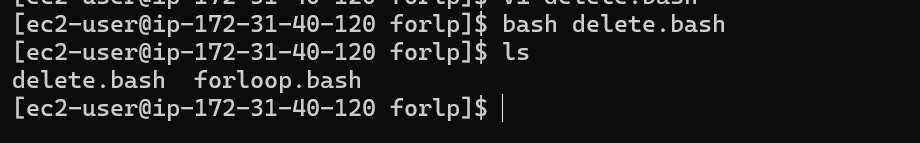 [ec2-user@ip-172-31-40-120 forlp]$ vi delete.bash
[ec2-user@ip-172-31-40-120 forlp]$ bash delete.bash
[ec2-user@ip-172-31-40-120 forlp]$ ls
delete.bash  forloop.bash
[ec2-user@ip-172-31-40-120 forlp]$